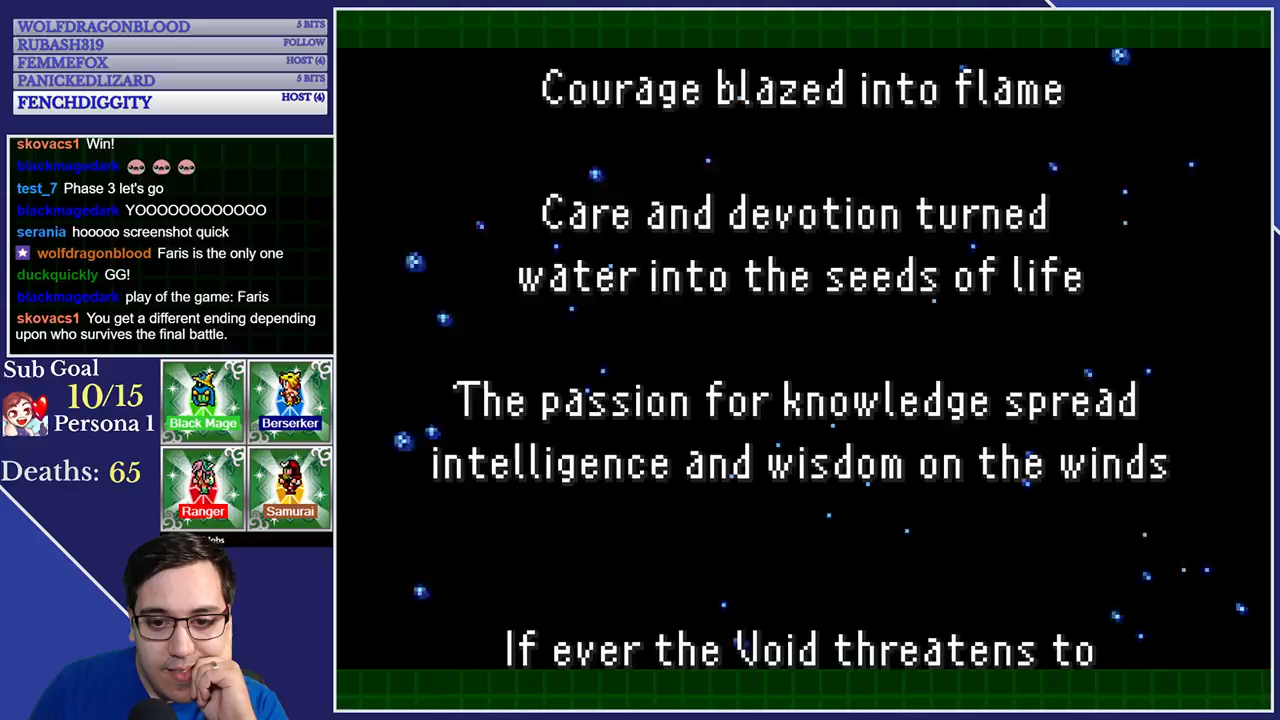 WOLFDRAGONBLOOD 5 BITS
RUBASH319 FOLLOW
FEMMEFOX HOST (4)
PANICKEDLIZARD 5 BITS
FENCHDIGGITY HOST (4)
skovacs1 Win!
blackmagedark
test_7 Phase 3 let's go
blackmagedark YOOOOOOOOOOOO
serania hooooo screenshot quick
wolfdragonblood Faris is the only one
duckquickly GG!
blackmagedark play of the game: Faris
skovacs1 You get a different ending depending
upon who survives the final battle.
Sub Goal
10/15
Persona 1
Deaths: 65
Black Mage
Berserker
Ranger
Samurai
Courage blazed into flame
Care and devotion turned
water into the seeds of life
The passion for knowledge spread
intelligence and wisdom on the winds
If ever the Void threatens to